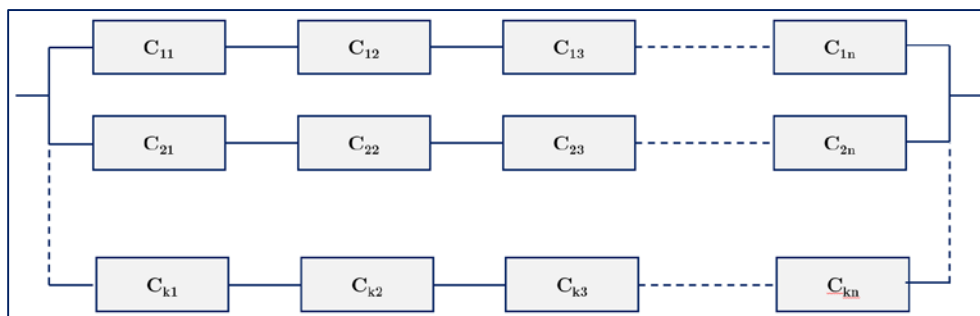 C₁₁ C₁₂ C₁₃ C₁ₙ
C₂₁ C₂₂ C₂₃ C₂ₙ
Cₖ₁ Cₖ₂ Cₖ₃ Cₖₙ